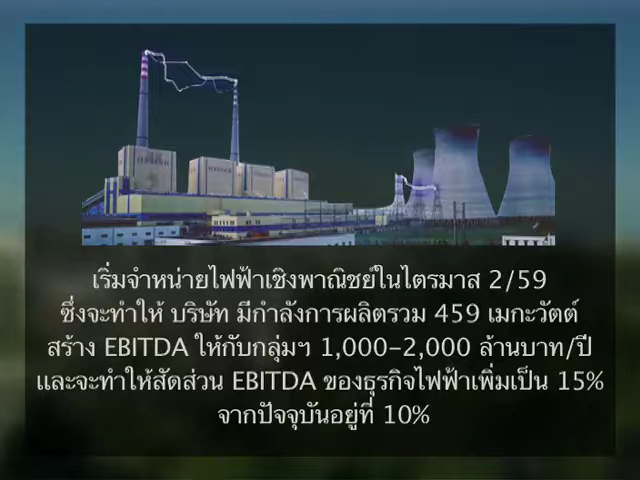 เริ่มจำหน่ายไฟฟ้าเชิงพาณิชย์ในไตรมาส 2/59
ซึ่งจะทำให้ บริษัท มีกำลังการผลิตรวม 459 เมกะวัตต์
สร้าง EBITDA ให้กับกลุ่มฯ 1,000-2,000 ล้านบาท/ปี
และจะทำให้สัดส่วน EBITDA ของธุรกิจไฟฟ้าเพิ่มเป็น 15%
จากปัจจุบันอยู่ที่ 10%